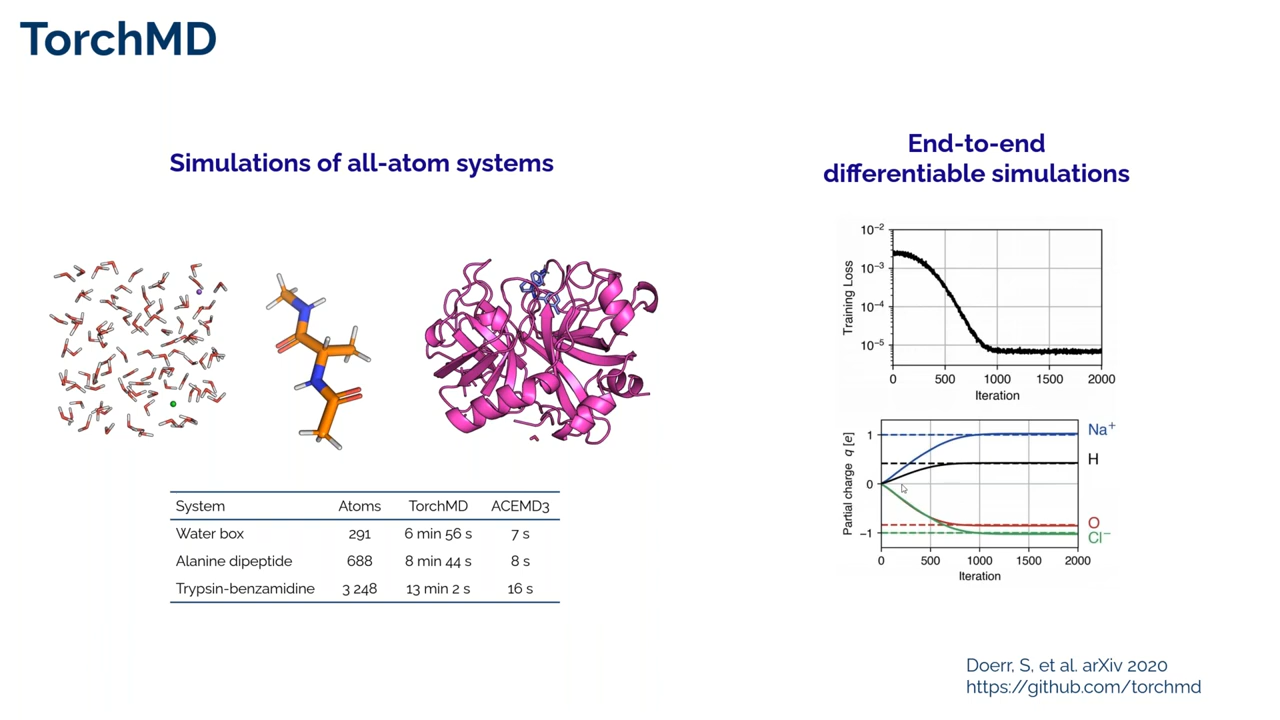 TorchMD
Simulations of all-atom systems
System Atoms TorchMD ACEMD3
Water box 291 6 min 56 s 7 s
Alanine dipeptide 688 8 min 44 s 8 s
Trypsin-benzamidine 3 248 13 min 2 s 16 s
End-to-end
differentiable simulations
Training Loss
10⁻²
10⁻³
10⁻⁴
10⁻⁵
0 500 1000 1500 2000
Iteration
Partial charge q [e]
1
0
−1
Na⁺
H
O
Cl⁻
0 500 1000 1500 2000
Iteration
Doerr, S, et al. arXiv 2020
https://github.com/torchmd